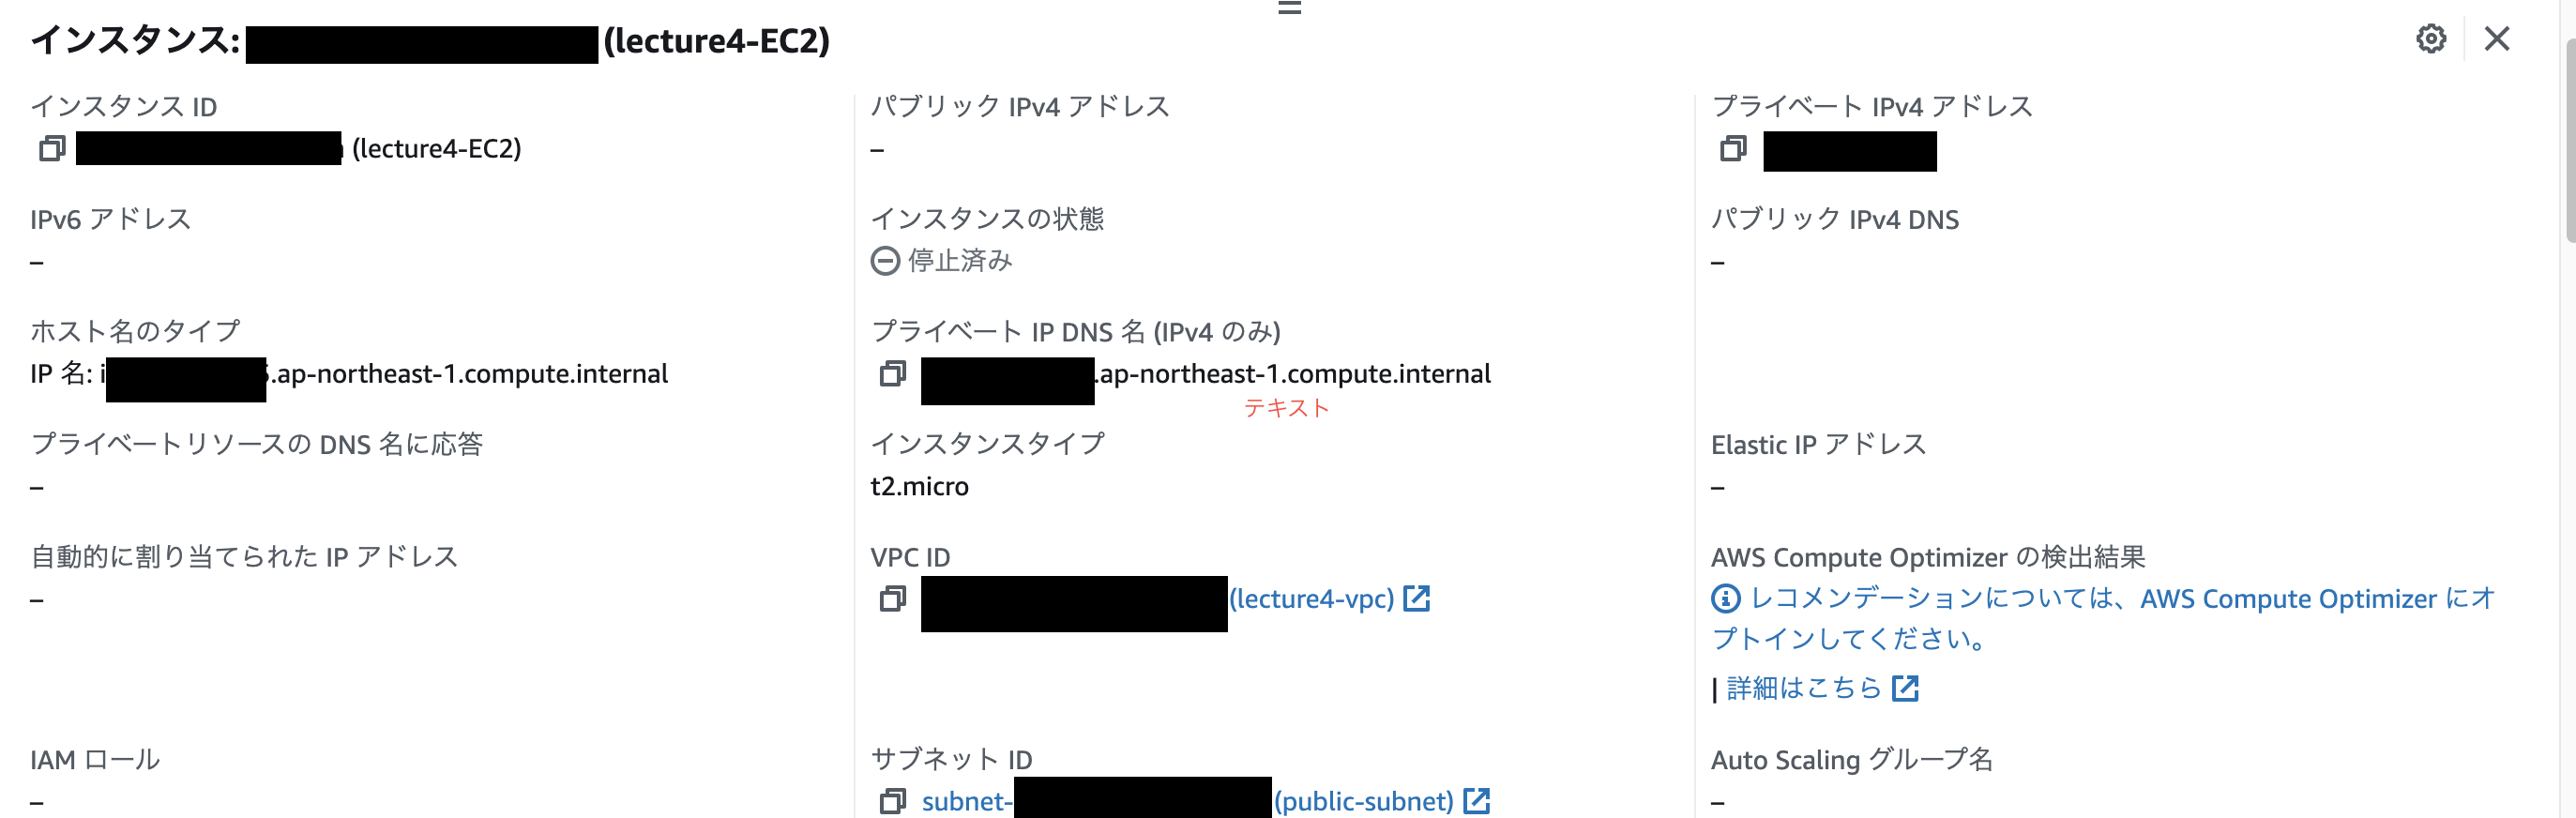 インスタンス: (lecture4-EC2)
インスタンス ID
(lecture4-EC2)
パブリック IPv4 アドレス
–
プライベート IPv4 アドレス
IPv6 アドレス
–
インスタンスの状態
停止済み
パブリック IPv4 DNS
–
ホスト名のタイプ
IP 名: i .ap-northeast-1.compute.internal
プライベート IP DNS 名 (IPv4 のみ)
.ap-northeast-1.compute.internal
テキスト
プライベートリソースの DNS 名に応答
–
インスタンスタイプ
t2.micro
Elastic IP アドレス
–
自動的に割り当てられた IP アドレス
–
VPC ID
(lecture4-vpc)
AWS Compute Optimizer の検出結果
レコメンデーションについては、AWS Compute Optimizer にオ
プトインしてください。
| 詳細はこちら
IAM ロール
–
サブネット ID
subnet- (public-subnet)
Auto Scaling グループ名
–